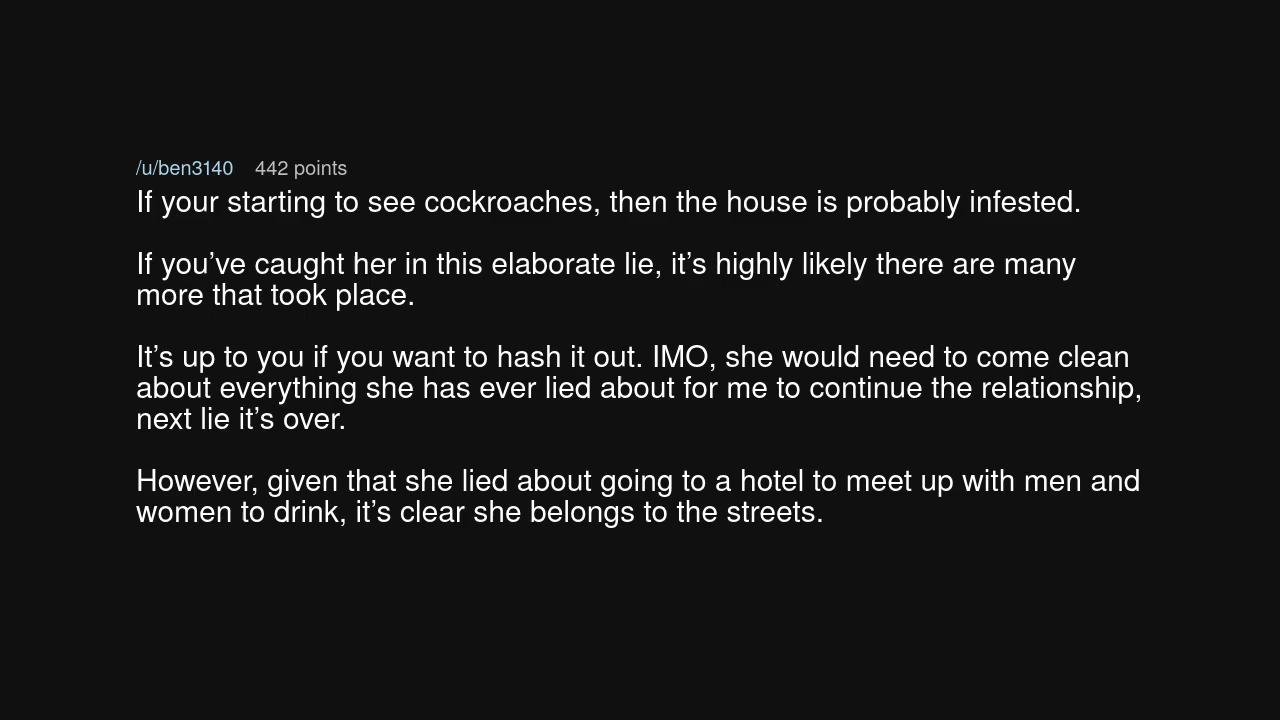 /u/ben3140 442 points
If your starting to see cockroaches, then the house is probably infested.
If you’ve caught her in this elaborate lie, it’s highly likely there are many
more that took place.
It’s up to you if you want to hash it out. IMO, she would need to come clean
about everything she has ever lied about for me to continue the relationship,
next lie it’s over.
However, given that she lied about going to a hotel to meet up with men and
women to drink, it’s clear she belongs to the streets.